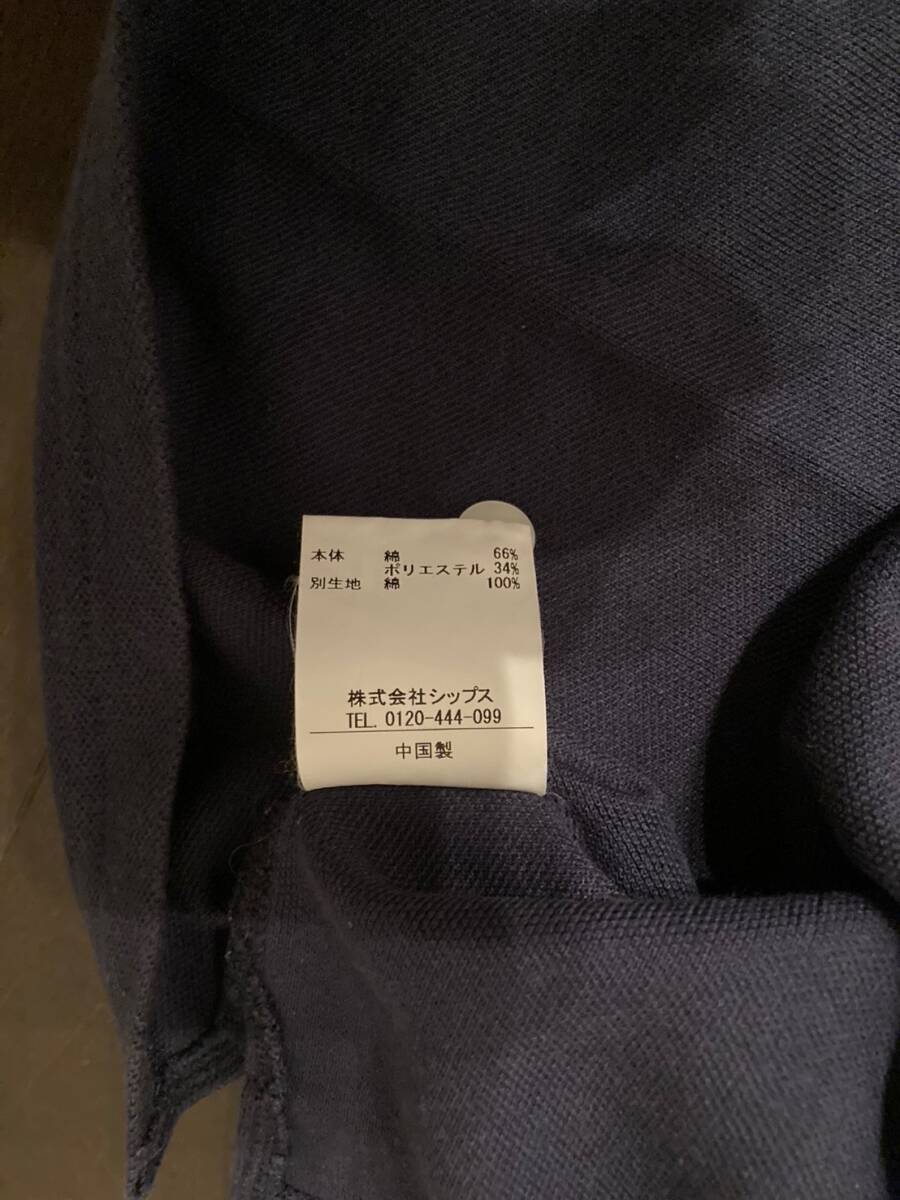 本体 綿 66%
ポリエステル 34%
別生地 綿 100%
株式会社シップス
TEL. 0120-444-099
中国製